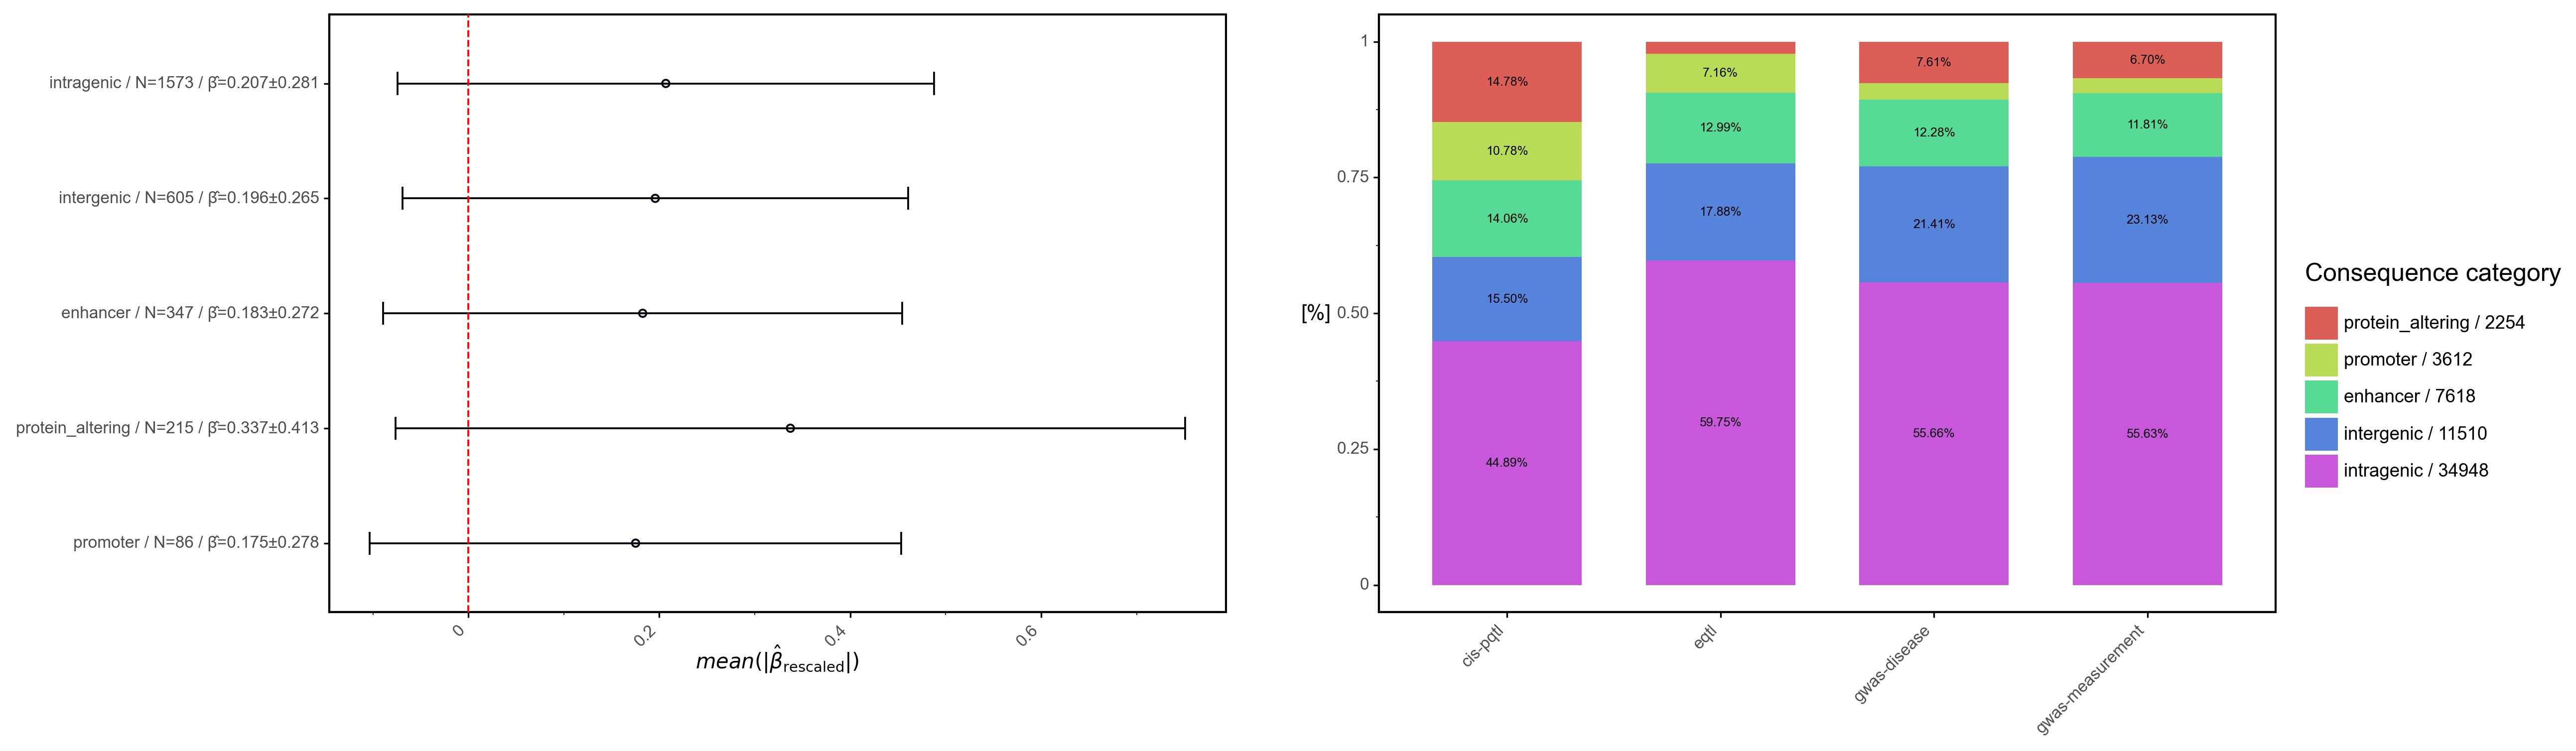 intragenic / N=1573 / β̂=0.207±0.281
intergenic / N=605 / β̂=0.196±0.265
enhancer / N=347 / β̂=0.183±0.272
protein_altering / N=215 / β̂=0.337±0.413
promoter / N=86 / β̂=0.175±0.278
0
0.2
0.4
0.6
mean(|β̂rescaled|)
[%]
1
0.75
0.50
0.25
0
14.78%
10.78%
14.06%
15.50%
44.89%
7.16%
12.99%
17.88%
59.75%
7.61%
12.28%
21.41%
55.66%
6.70%
11.81%
23.13%
55.63%
cis-pqtl
eqtl
gwas-disease
gwas-measurement
Consequence category
protein_altering / 2254
promoter / 3612
enhancer / 7618
intergenic / 11510
intragenic / 34948